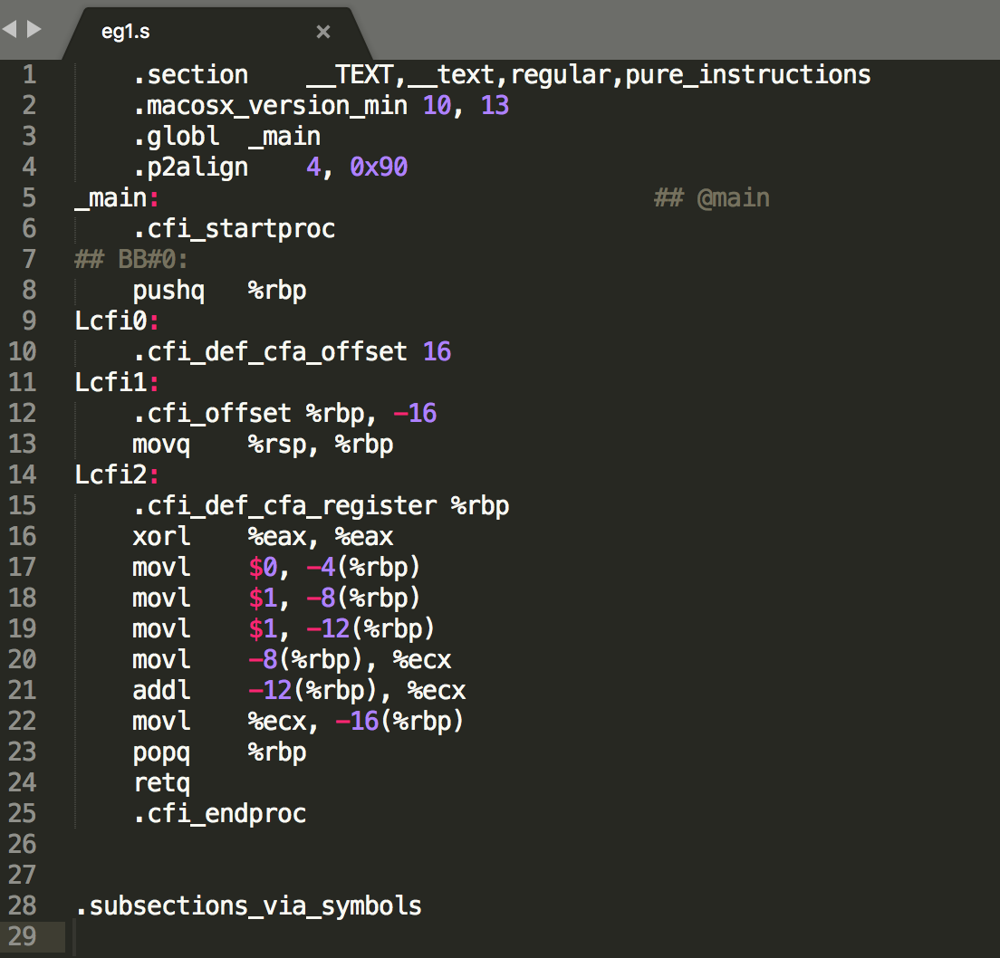 eg1.s ×
1 .section __TEXT,__text,regular,pure_instructions
2 .macosx_version_min 10, 13
3 .globl _main
4 .p2align 4, 0x90
5 _main: ## @main
6 .cfi_startproc
7 ## BB#0:
8 pushq %rbp
9 Lcfi0:
10 .cfi_def_cfa_offset 16
11 Lcfi1:
12 .cfi_offset %rbp, -16
13 movq %rsp, %rbp
14 Lcfi2:
15 .cfi_def_cfa_register %rbp
16 xorl %eax, %eax
17 movl $0, -4(%rbp)
18 movl $1, -8(%rbp)
19 movl $1, -12(%rbp)
20 movl -8(%rbp), %ecx
21 addl -12(%rbp), %ecx
22 movl %ecx, -16(%rbp)
23 popq %rbp
24 retq
25 .cfi_endproc
26
27
28 .subsections_via_symbols
29